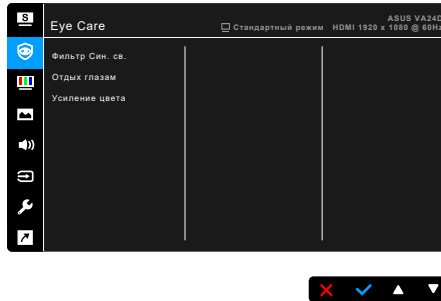 S
Eye Care
ASUS VA24D
Стандартный режим HDMI 1920 x 1080 @ 60Hz
Фильтр Син. св.
Отдых глазам
Усиление цвета